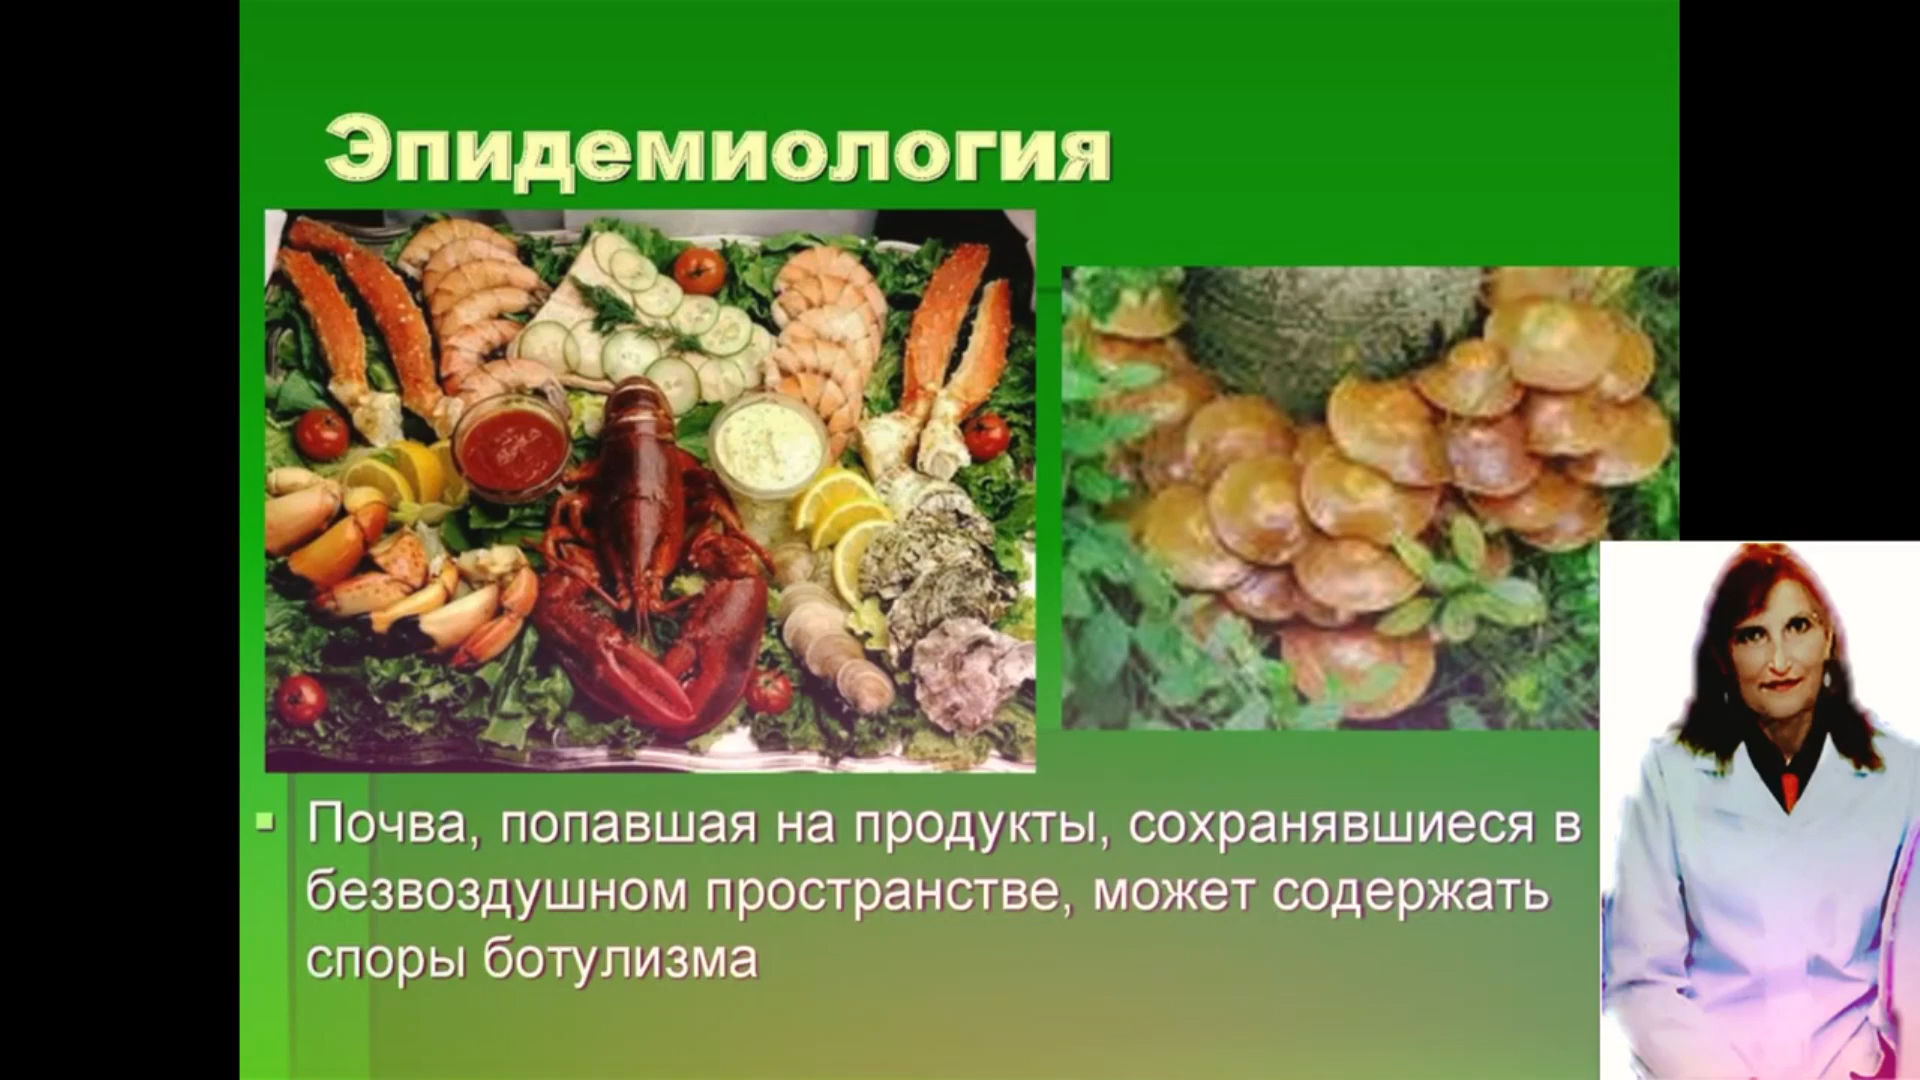 Эпидемиология
Почва, попавшая на продукты, сохранявшиеся в
безвоздушном пространстве, может содержать
споры ботулизма